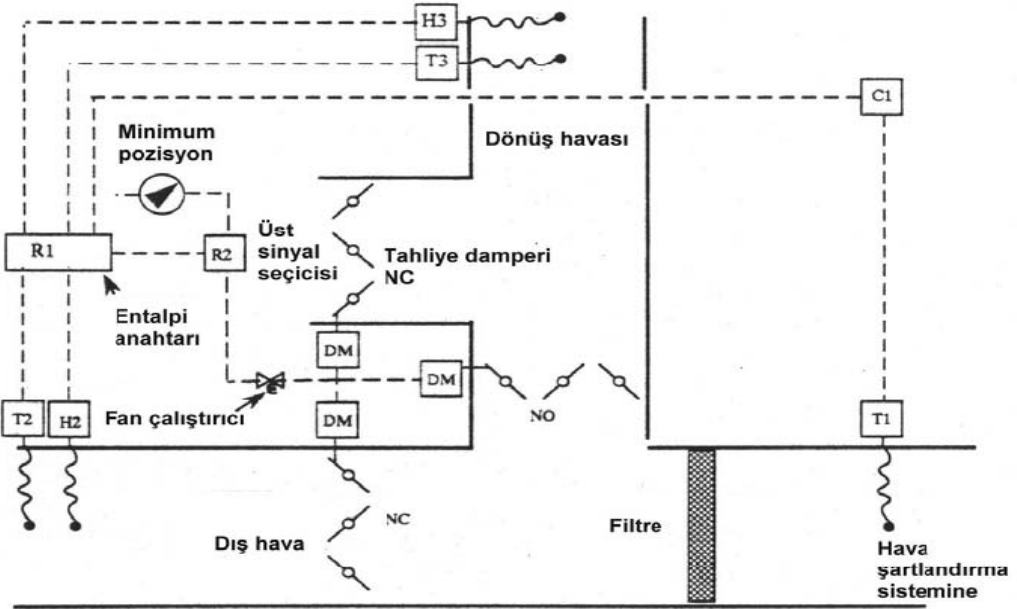 H3
T3
C1
Minimum
pozisyon
Dönüş havası
R1
R2
Üst
sinyal
seçicisi
Tahliye damperi
NC
Entalpi
anahtarı
DM
DM
T2
H2
Fan çalıştırıcı
DM
NO
T1
NC
Dış hava
Filtre
Hava
şartlandırma
sistemine